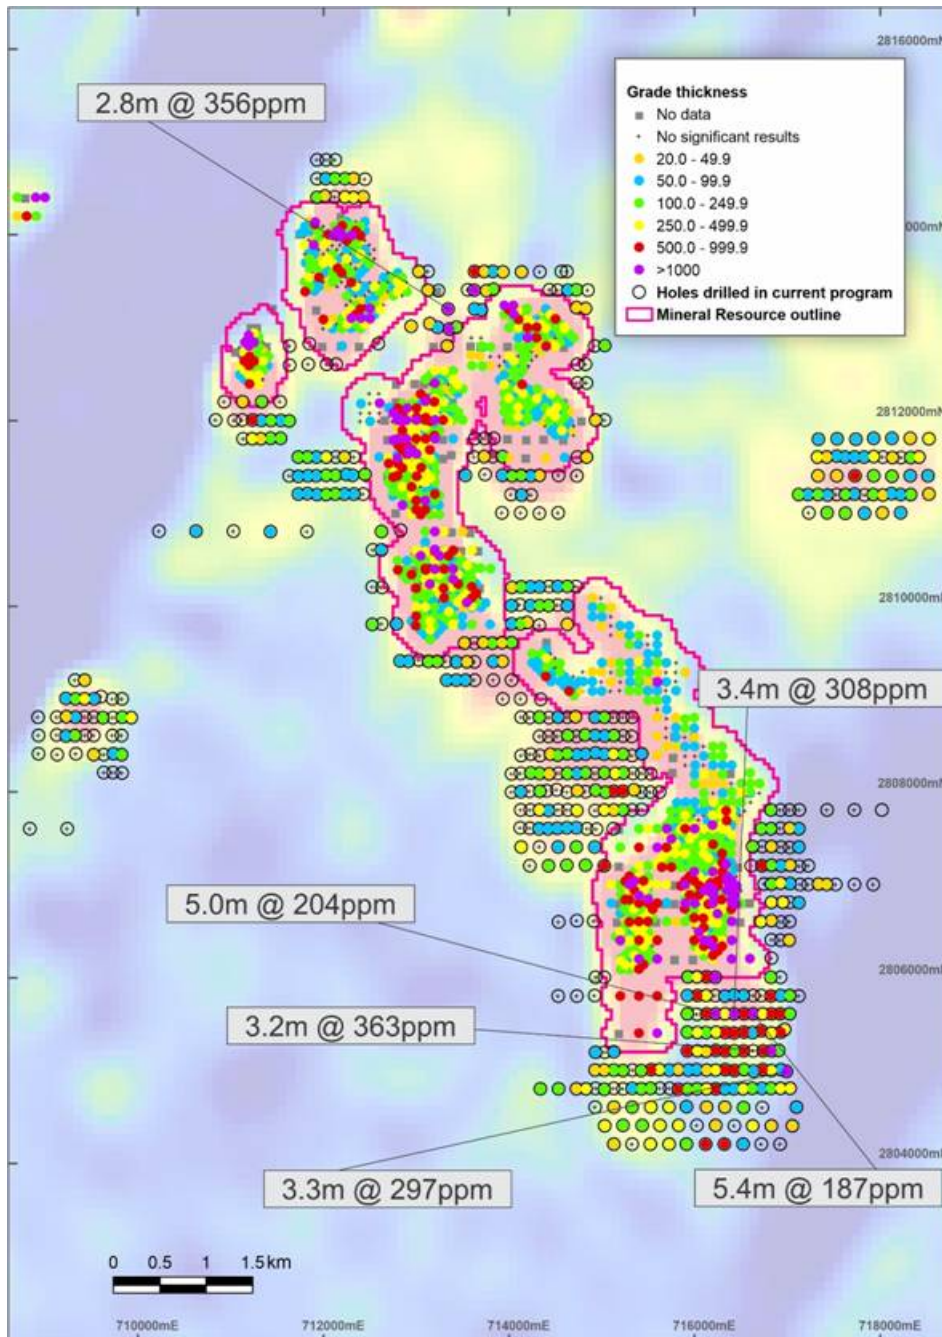 2816000mN
2.8m @ 356ppm
Grade thickness
No data
No significant results
20.0 - 49.9
50.0 - 99.9
100.0 - 249.9
250.0 - 499.9
500.0 - 999.9
>1000
Holes drilled in current program
Mineral Resource outline
000mN
2812000mN
2810000mN
3.4m @ 308ppm
2808000mN
5.0m @ 204ppm
2806000mN
3.2m @ 363ppm
2804000mN
3.3m @ 297ppm
5.4m @ 187ppm
0 0.5 1 1.5 km
710000mE 712000mE 714000mE 716000mE 718000mE